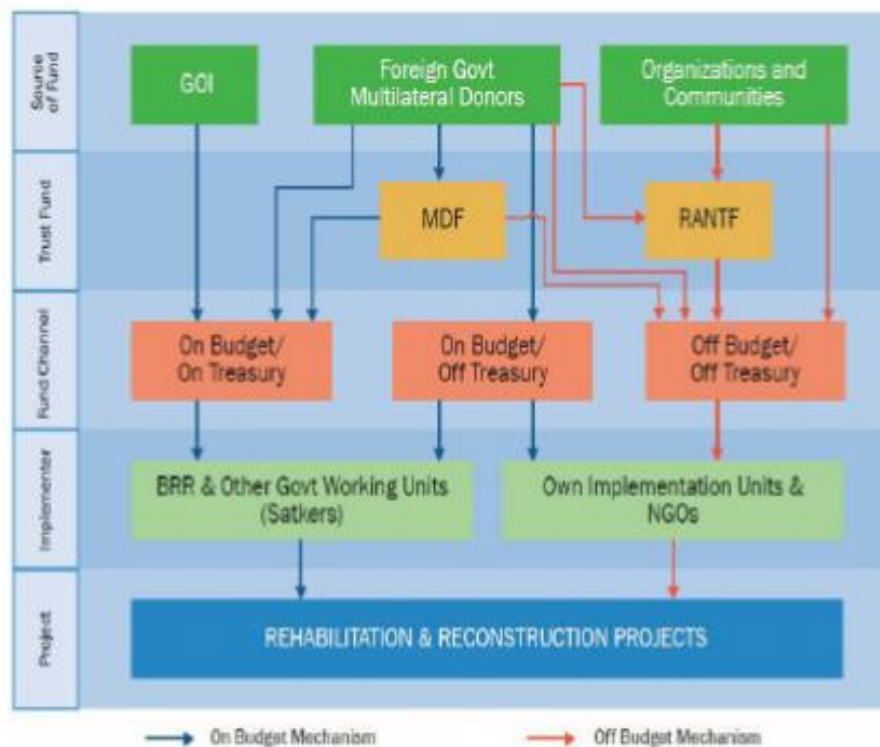 Source
of Fund
GOI
Foreign Govt
Multilateral Donors
Organizations and
Communities
Trust Fund
MDF
RANTF
Fund Channel
On Budget/
On Treasury
On Budget/
Off Treasury
Off Budget/
Off Treasury
Implementer
BRR & Other Govt Working Units
(Satkers)
Own Implementation Units &
NGOs
Project
REHABILITATION & RECONSTRUCTION PROJECTS
On Budget Mechanism
Off Budget Mechanism